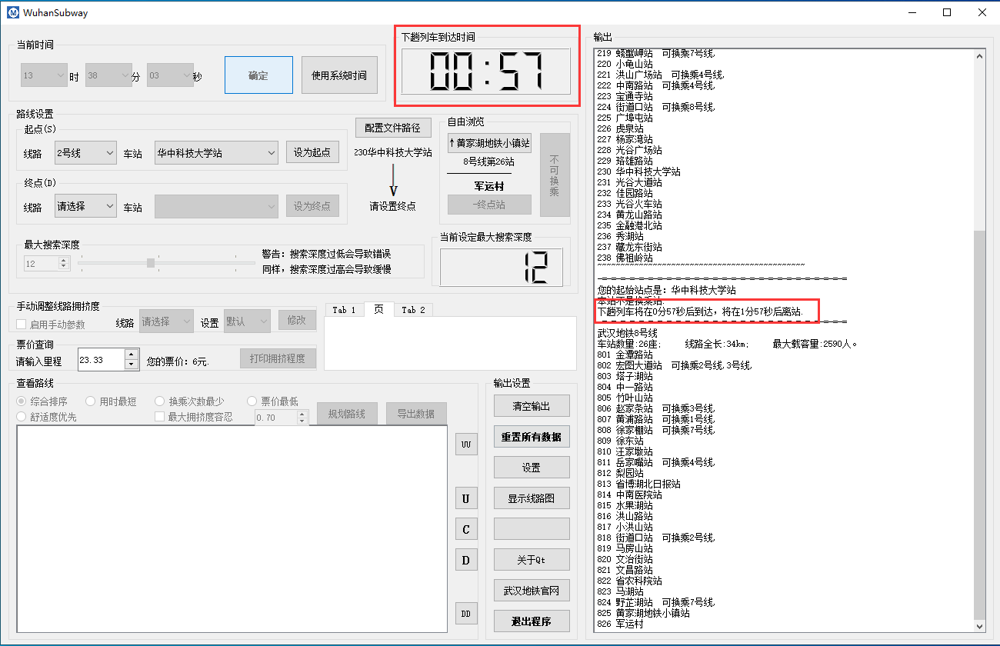 WuhanSubway
当前时间
13 时 38 分 03 秒
确定
使用系统时间
下趟列车到达时间
00:57
路线设置
起点(S)
线路 2号线 车站 华中科技大学站 设为起点
终点(D)
线路 请选择 车站 设为终点
配置文件路径
230华中科技大学站
V
请设置终点
自由浏览
↑黄家湖地铁小镇站
8号线第26站
军运村
-终点站
不可换乘
最大搜索深度
12
警告: 搜索深度过低会导致错误
同样, 搜索深度过高会导致缓慢
当前设定最大搜索深度
12
手动调整线路拥挤度
启用手动参数 线路 请选择 设置 默认 修改
票价查询
请输入里程 23.33 您的票价: 6元. 打印拥挤程度
Tab 1 页 Tab 2
查看路线
综合排序 用时最短 换乘次数最少 票价最低
舒适度优先 最大拥挤度容忍 0.70 规划路线 导出数据
UU
U
C
D
DD
输出设置
清空输出
重置所有数据
设置
显示线路图
关于Qt
武汉地铁官网
退出程序
输出
219 螃蟹岬站 可换乘7号线,
220 小龟山站
221 洪山广场站 可换乘4号线,
222 中南路站 可换乘4号线,
223 宝通寺站
224 街道口站 可换乘8号线,
225 广埠屯站
226 虎泉站
227 杨家湾站
228 光谷广场站
229 珞雄路站
230 华中科技大学站
231 光谷大道站
232 佳园路站
233 光谷火车站
234 黄龙山路站
235 金融港北站
236 秀湖站
237 藏龙东街站
238 佛祖岭站
您的起始站点是: 华中科技大学站
本站不是换乘站.
下趟列车将在0分57秒后到达, 将在1分57秒后离站.
武汉地铁8号线
车站数量:26座; 线路全长:34km; 最大载客量:2590人。
801 金潭路站
802 宏图大道站 可换乘2号线,3号线,
803 塔子湖站
804 中一路站
805 竹叶山站
806 赵家条站 可换乘3号线,
807 黄浦路站 可换乘1号线,
808 徐家棚站 可换乘7号线,
809 徐东站
810 汪家墩站
811 岳家嘴站 可换乘4号线,
812 梨园站
813 省博湖北日报站
814 中南医院站
815 水果湖站
816 洪山路站
817 小洪山站
818 街道口站 可换乘2号线,
819 马房山站
820 文治街站
821 文昌路站
822 省农科院站
823 马湖站
824 野芷湖站 可换乘7号线,
825 黄家湖地铁小镇站
826 军运村